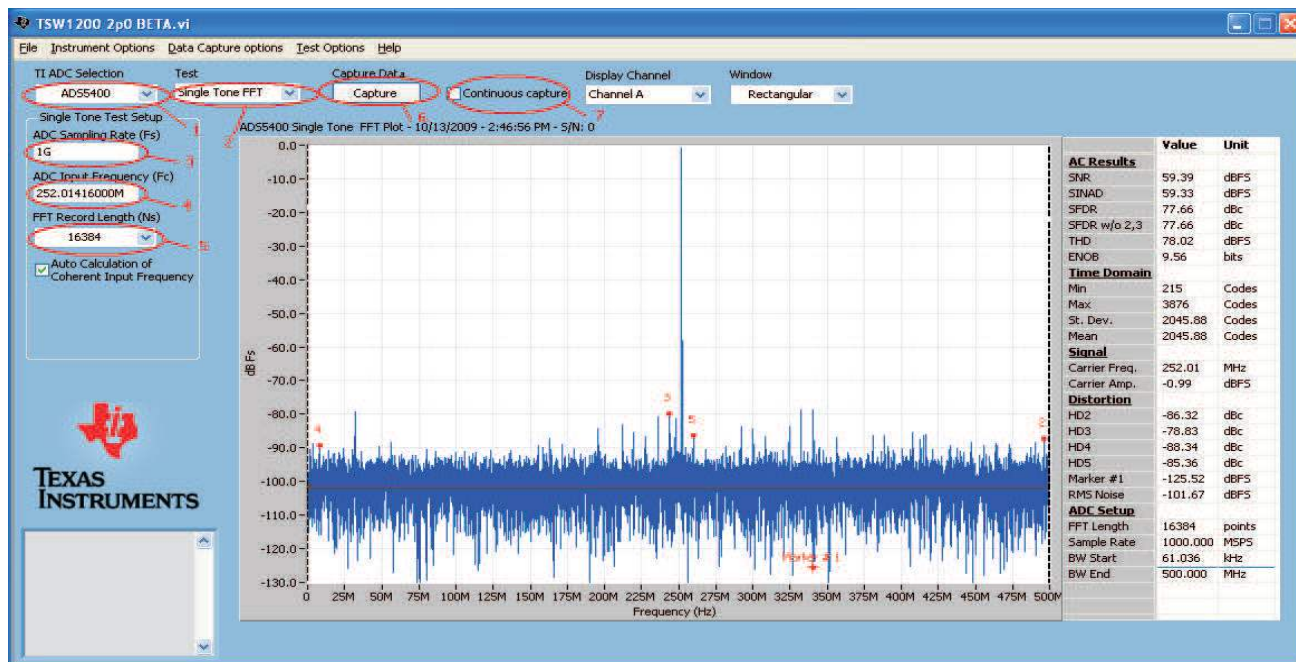 TSW1200 2p0 BETA.vi
File Instrument Options Data Capture options Test Options Help
TI ADC Selection Test Capture Data Display Channel Window
ADS5400 Single Tone FFT Capture Continuous capture Channel A Rectangular
1 2 6 7
Single Tone Test Setup
ADC Sampling Rate (Fs)
1G
3
ADC Input Frequency (Fc)
252.01416000M
4
FFT Record Length (Ns)
16384
5
Auto Calculation of
Coherent Input Frequency
TEXAS
INSTRUMENTS
ADS5400 Single Tone FFT Plot - 10/13/2009 - 2:46:56 PM - S/N: 0
dB Fs
0.0
-10.0
-20.0
-30.0
-40.0
-50.0
-60.0
-70.0
-80.0
-90.0
-100.0
-110.0
-120.0
-130.0
4 3 5 2
Marker # 1
0 25M 50M 75M 100M 125M 150M 175M 200M 225M 250M 275M 300M 325M 350M 375M 400M 425M 450M 475M 500M
Frequency (Hz)
Value Unit
AC Results
SNR 59.39 dBFS
SINAD 59.33 dBFS
SFDR 77.66 dBc
SFDR w/o 2,3 77.66 dBc
THD 78.02 dBFS
ENOB 9.56 bits
Time Domain
Min 215 Codes
Max 3876 Codes
St. Dev. 2045.88 Codes
Mean 2045.88 Codes
Signal
Carrier Freq. 252.01 MHz
Carrier Amp. -0.99 dBFS
Distortion
HD2 -86.32 dBc
HD3 -78.83 dBc
HD4 -88.34 dBc
HD5 -85.36 dBc
Marker #1 -125.52 dBFS
RMS Noise -101.67 dBFS
ADC Setup
FFT Length 16384 points
Sample Rate 1000.000 MSPS
BW Start 61.036 kHz
BW End 500.000 MHz